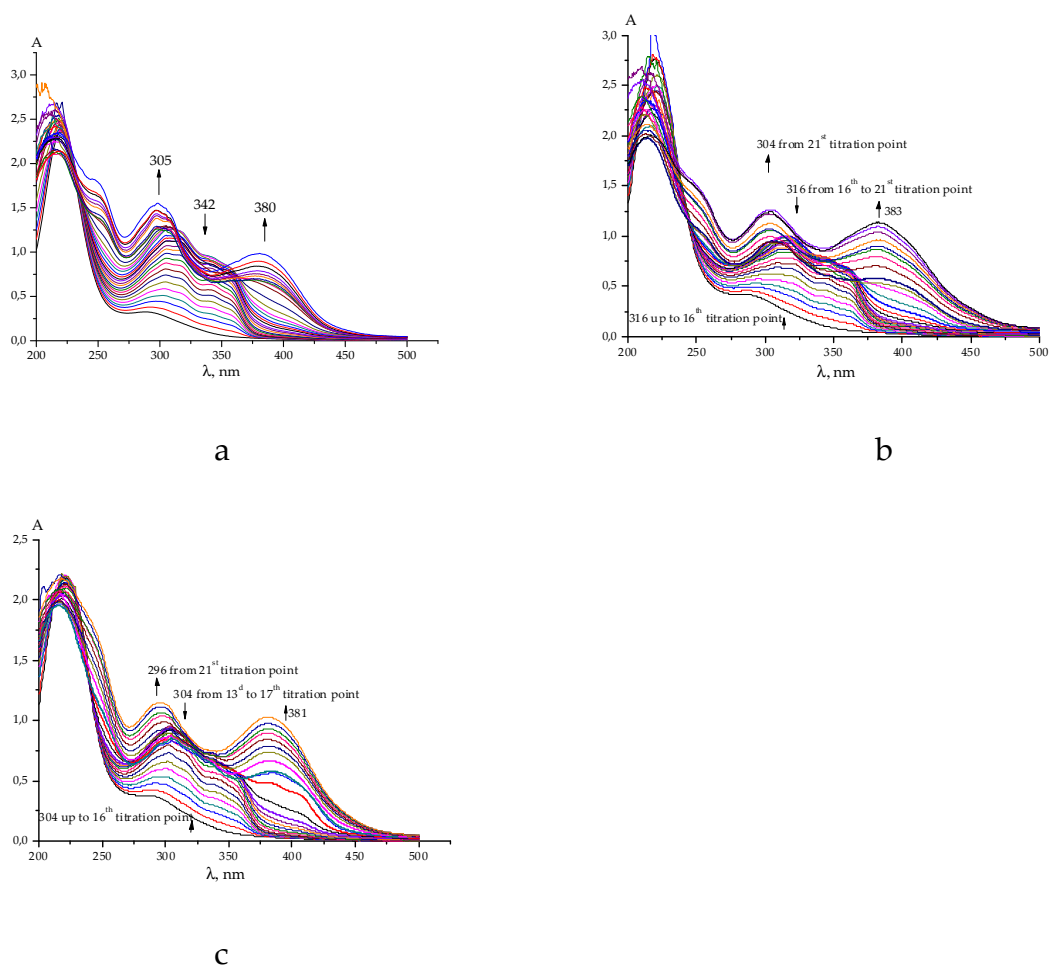 A
3,0
2,5
2,0
1,5
1,0
0,5
0,0
305
342
380
200 250 300 350 400 450 500
λ, nm
a
A
3,0
2,5
2,0
1,5
1,0
0,5
0,0
304 from 21st titration point
316 from 16th to 21st titration point
383
316 up to 16th titration point
200 250 300 350 400 450 500
λ, nm
b
A
2,5
2,0
1,5
1,0
0,5
0,0
296 from 21st titration point
304 from 13d to 17th titration point
381
304 up to 16th titration point
200 250 300 350 400 450 500
λ, nm
c